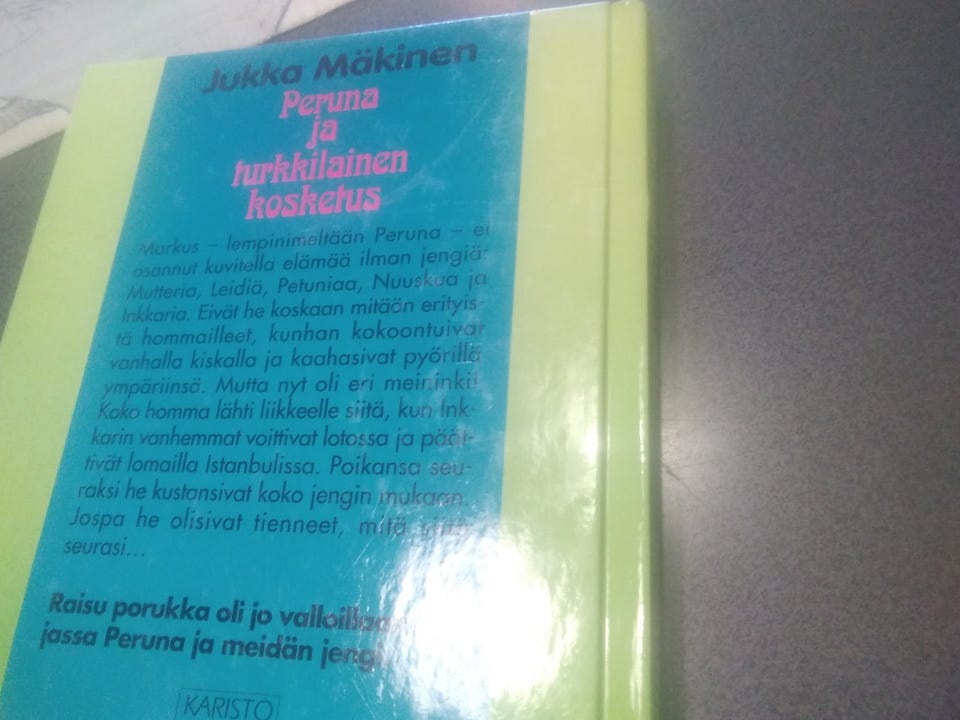 Jukka Mäkinen
Peruna
ja
turkkilainen
kosketus
Markus – lempinimeltään Peruna – ei
osannut kuvitella elämää ilman jengiä:
Mutteria, Leidiä, Petuniaa, Nuuskua ja
Inkkaria. Eivät he koskaan mitään erityis-
tä hommailleet, kunhan kokoontuivat
vanhalla kiskalla ja kaahasivat pyörillä
ympäriinsä. Mutta nyt oli eri meininki!
Koko homma lähti liikkeelle siitä, kun Ink-
karin vanhemmat voittivat lotossa ja päät-
tivät lomailla Istanbulissa. Poikansa seu-
raksi he kustansivat koko jengin mukaan.
Jospa he olisivat tienneet, mitä siitä
seurasi...
Raisu porukka oli jo
jassa Peruna ja meidän jengi
KARISTO